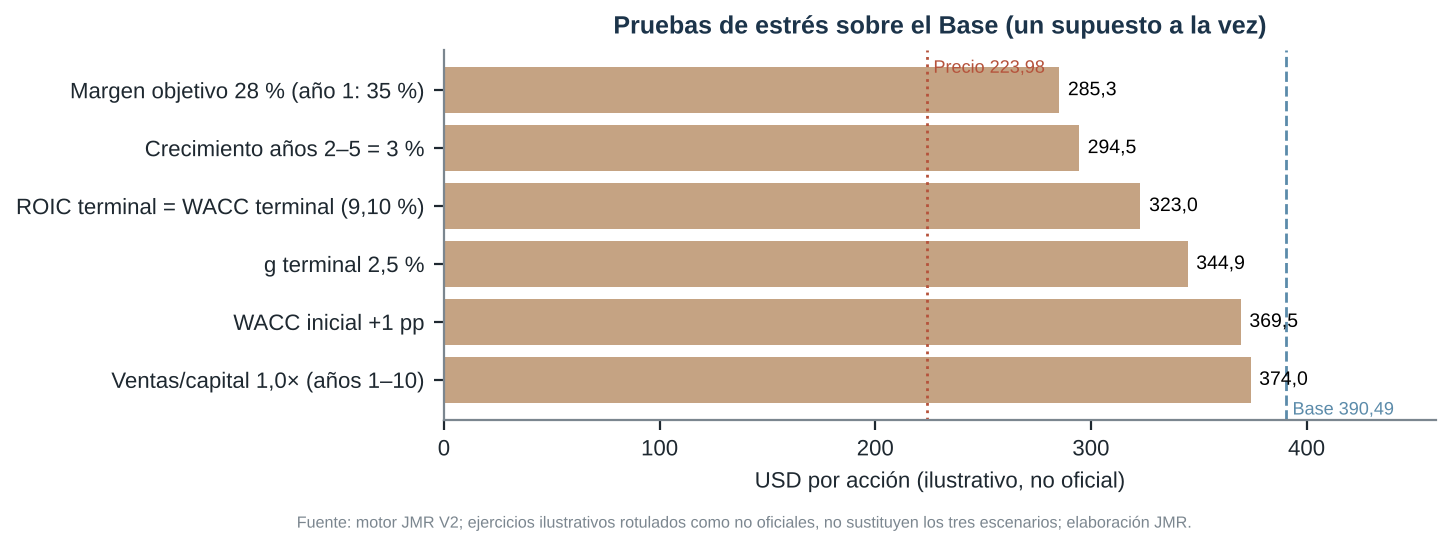 Pruebas de estrés sobre el Base (un supuesto a la vez)
Precio 223,98
Margen objetivo 28 % (año 1: 35 %)
285,3
Crecimiento años 2–5 = 3 %
294,5
ROIC terminal = WACC terminal (9,10 %)
323,0
g terminal 2,5 %
344,9
WACC inicial +1 pp
369,5
Ventas/capital 1,0× (años 1–10)
374,0
Base 390,49
0
100
200
300
400
USD por acción (ilustrativo, no oficial)
Fuente: motor JMR V2; ejercicios ilustrativos rotulados como no oficiales, no sustituyen los tres escenarios; elaboración JMR.